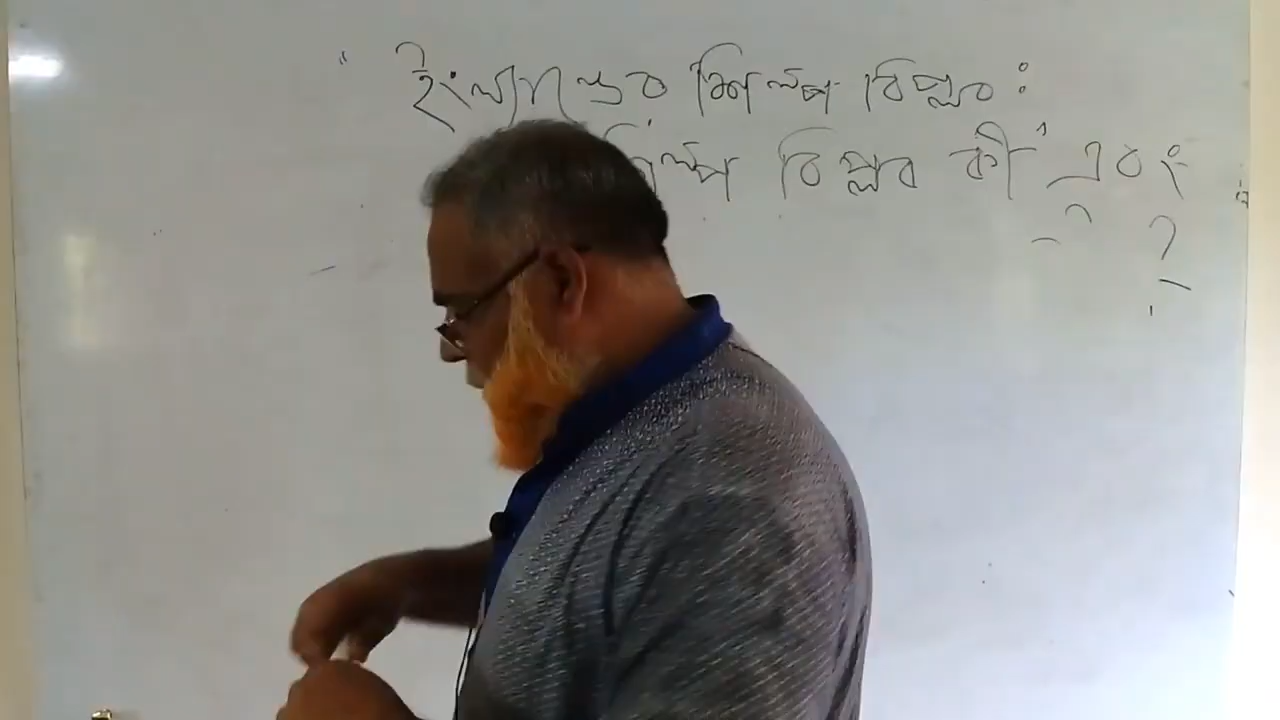 ইংল্যান্ডের শিল্প বিপ্লব :
শিল্প বিপ্লব কী এবং
?